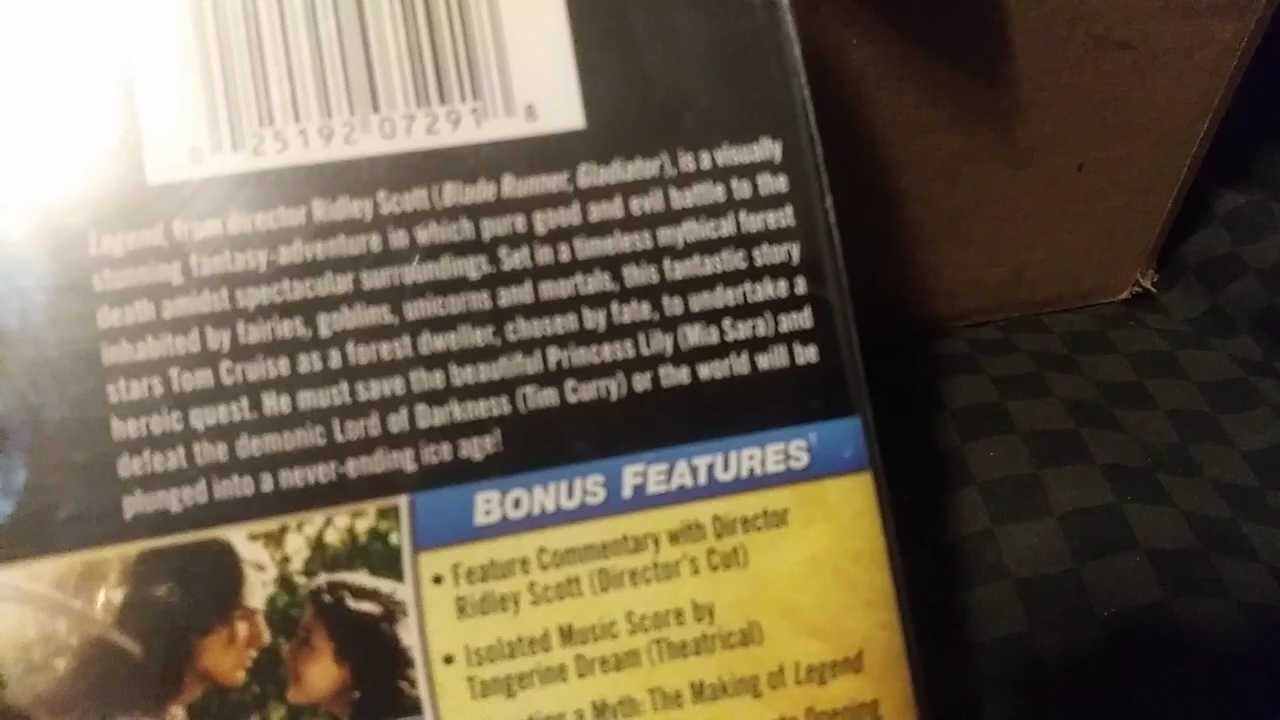 0 25192 07291 8
Legend, from director Ridley Scott (Blade Runner, Gladiator), is a visually
stunning fantasy-adventure in which pure good and evil battle to the
death amidst spectacular surroundings. Set in a timeless mythical forest
inhabited by fairies, goblins, unicorns and mortals, this fantastic story
stars Tom Cruise as a forest dweller, chosen by fate, to undertake a
heroic quest. He must save the beautiful Princess Lily (Mia Sara) and
defeat the demonic Lord of Darkness (Tim Curry) or the world will be
plunged into a never-ending ice age!
BONUS FEATURES
• Feature Commentary with Director
Ridley Scott (Director's Cut)
• Isolated Music Score by
Tangerine Dream (Theatrical)
a Myth: The Making of Legend
Opening